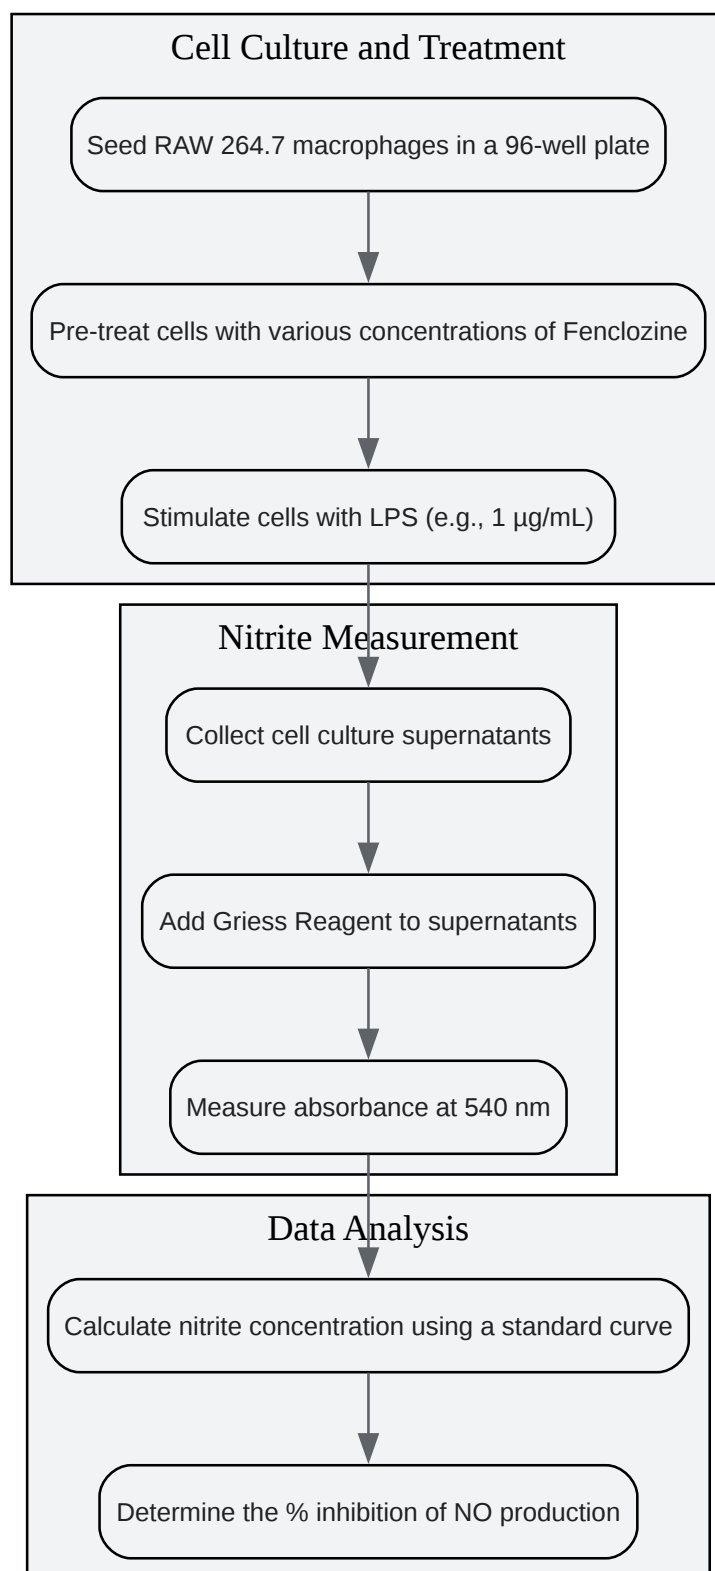 Cell Culture and Treatment
Seed RAW 264.7 macrophages in a 96-well plate
Pre-treat cells with various concentrations of Fenclozine
Stimulate cells with LPS (e.g., 1 µg/mL)
Nitrite Measurement
Collect cell culture supernatants
Add Griess Reagent to supernatants
Measure absorbance at 540 nm
Data Analysis
Calculate nitrite concentration using a standard curve
Determine the % inhibition of NO production